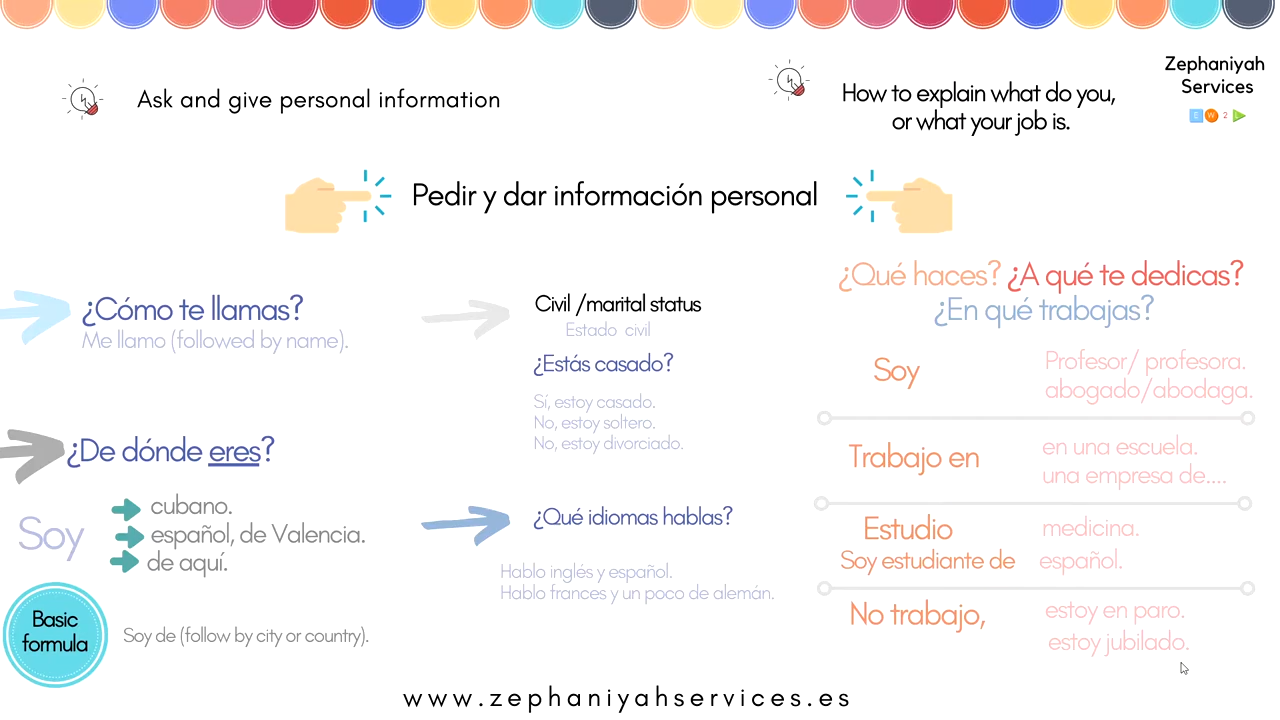 Ask and give personal information
How to explain what do you,
or what your job is.
Zephaniyah
Services
E W 2 L
Pedir y dar información personal
¿Cómo te llamas?
Me llamo (followed by name).
¿De dónde eres?
Soy
cubano.
español, de Valencia.
de aquí.
Basic
formula
Soy de (follow by city or country).
Civil /marital status
Estado civil
¿Estás casado?
Sí, estoy casado.
No, estoy soltero.
No, estoy divorciado.
¿Qué idiomas hablas?
Hablo inglés y español.
Hablo frances y un poco de alemán.
¿Qué haces? ¿A qué te dedicas?
¿En qué trabajas?
Soy
Profesor/ profesora.
abogado/abodaga.
Trabajo en
en una escuela.
una empresa de....
Estudio
medicina.
Soy estudiante de
español.
No trabajo,
estoy en paro.
estoy jubilado.
www.zephaniyahservices.es